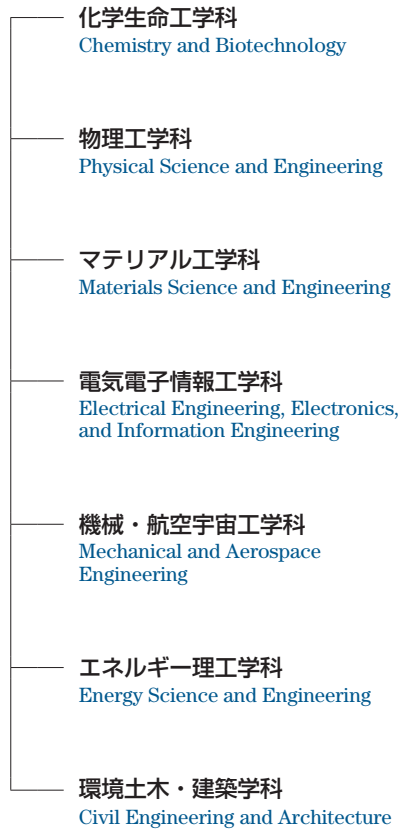 化学生命工学科
Chemistry and Biotechnology
物理工学科
Physical Science and Engineering
マテリアル工学科
Materials Science and Engineering
電気電子情報工学科
Electrical Engineering, Electronics,
and Information Engineering
機械・航空宇宙工学科
Mechanical and Aerospace
Engineering
エネルギー理工学科
Energy Science and Engineering
環境土木・建築学科
Civil Engineering and Architecture